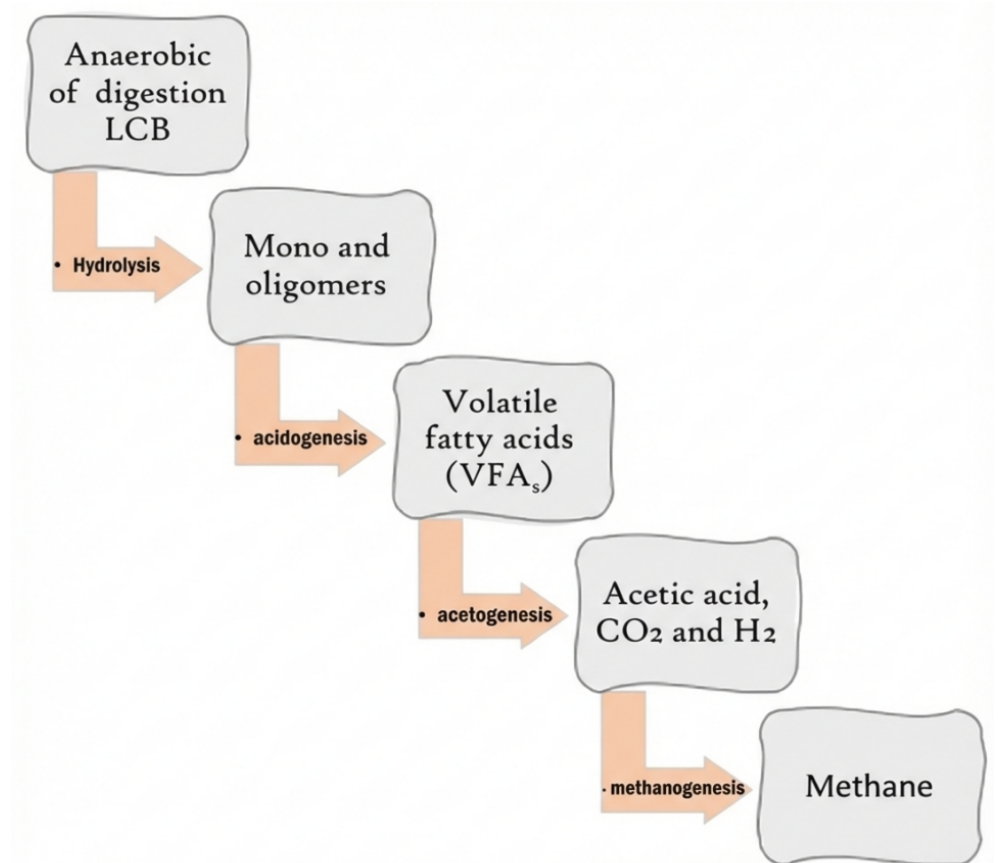 Anaerobic
of digestion
LCB
• Hydrolysis
Mono and
oligomers
• acidogenesis
Volatile
fatty acids
(VFAs)
• acetogenesis
Acetic acid,
CO2 and H2
· methanogenesis
Methane